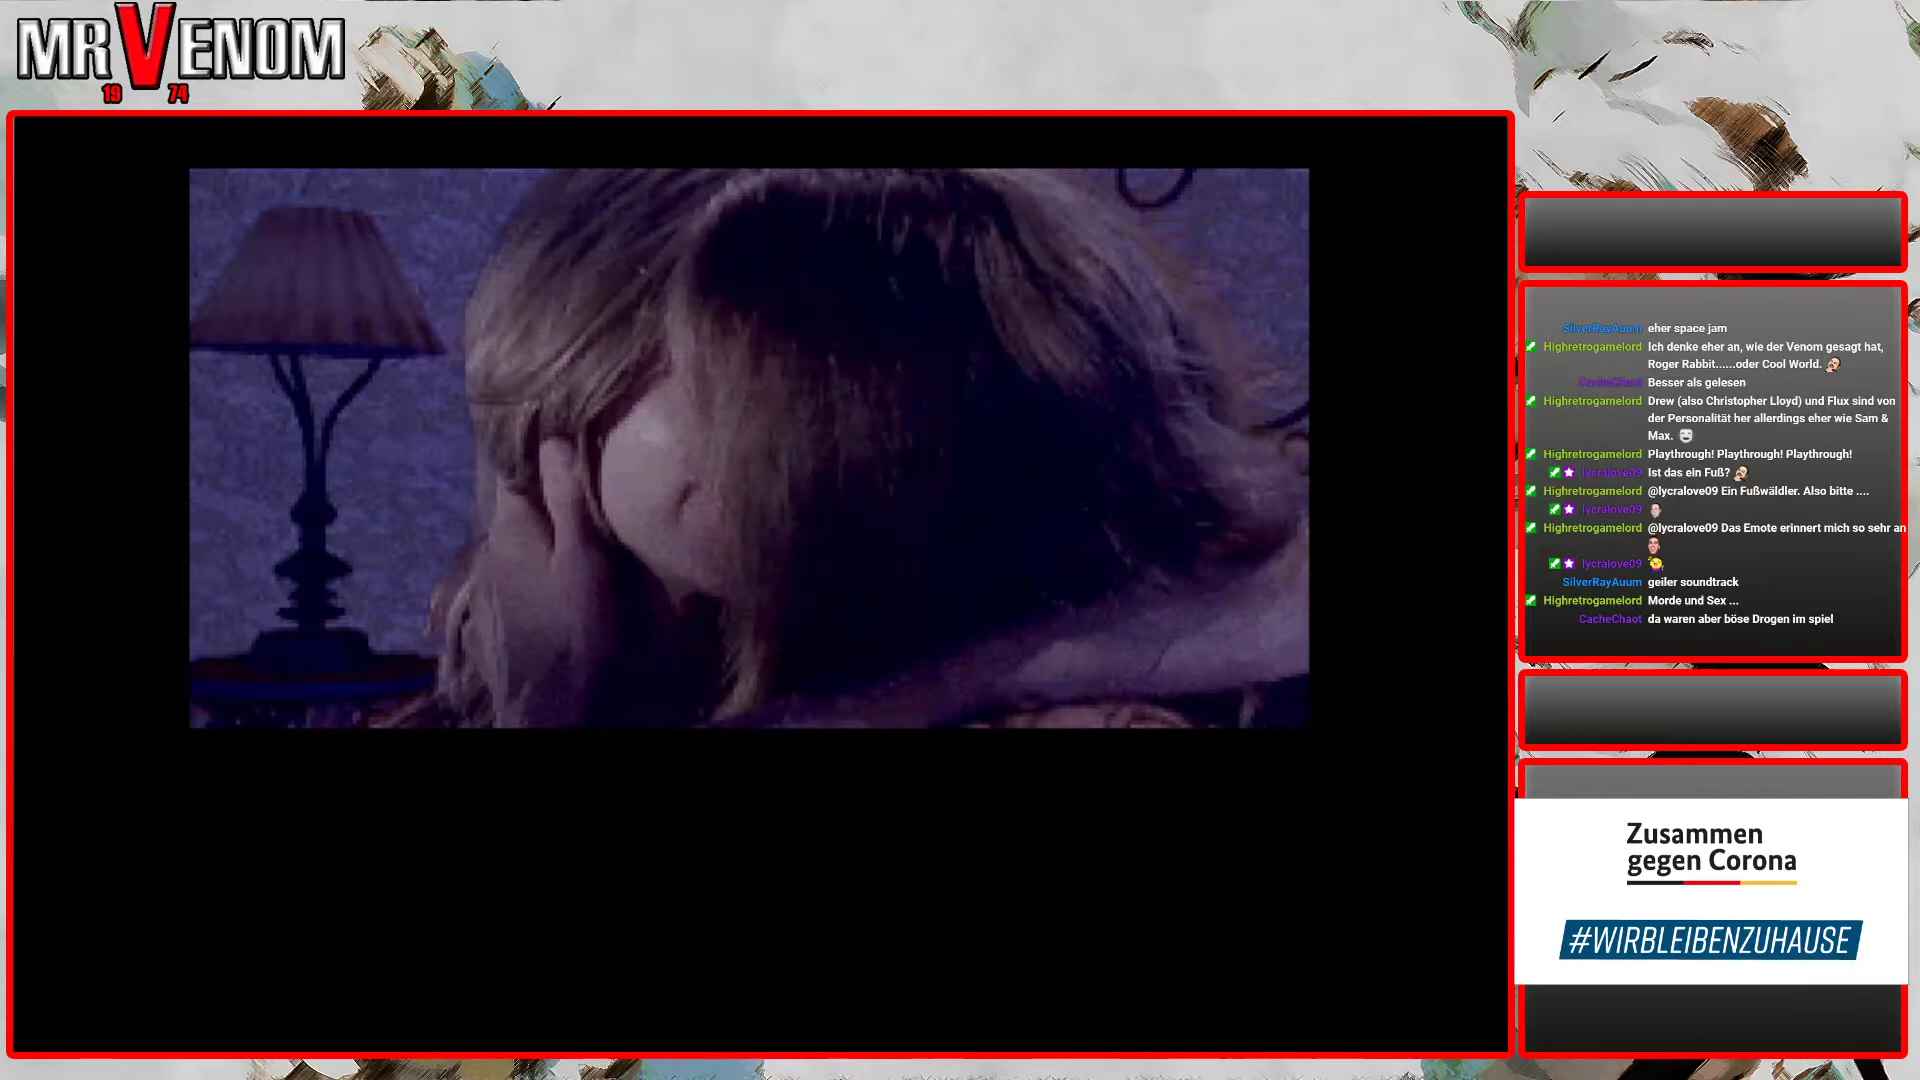 MRVENOM
19 74
SilverRayAuum eher space jam
Highretrogamelord Ich denke eher an, wie der Venom gesagt hat,
Roger Rabbit......oder Cool World.
CacheChaot Besser als gelesen
Highretrogamelord Drew (also Christopher Lloyd) und Flux sind von
der Personalität her allerdings eher wie Sam &
Max.
Highretrogamelord Playthrough! Playthrough! Playthrough!
lycralove09 Ist das ein Fuß?
Highretrogamelord @lycralove09 Ein Fußwäldler. Also bitte ....
lycralove09
Highretrogamelord @lycralove09 Das Emote erinnert mich so sehr an
lycralove09
SilverRayAuum geiler soundtrack
Highretrogamelord Morde und Sex ...
CacheChaot da waren aber böse Drogen im spiel
Zusammen
gegen Corona
#WIRBLEIBENZUHAUSE